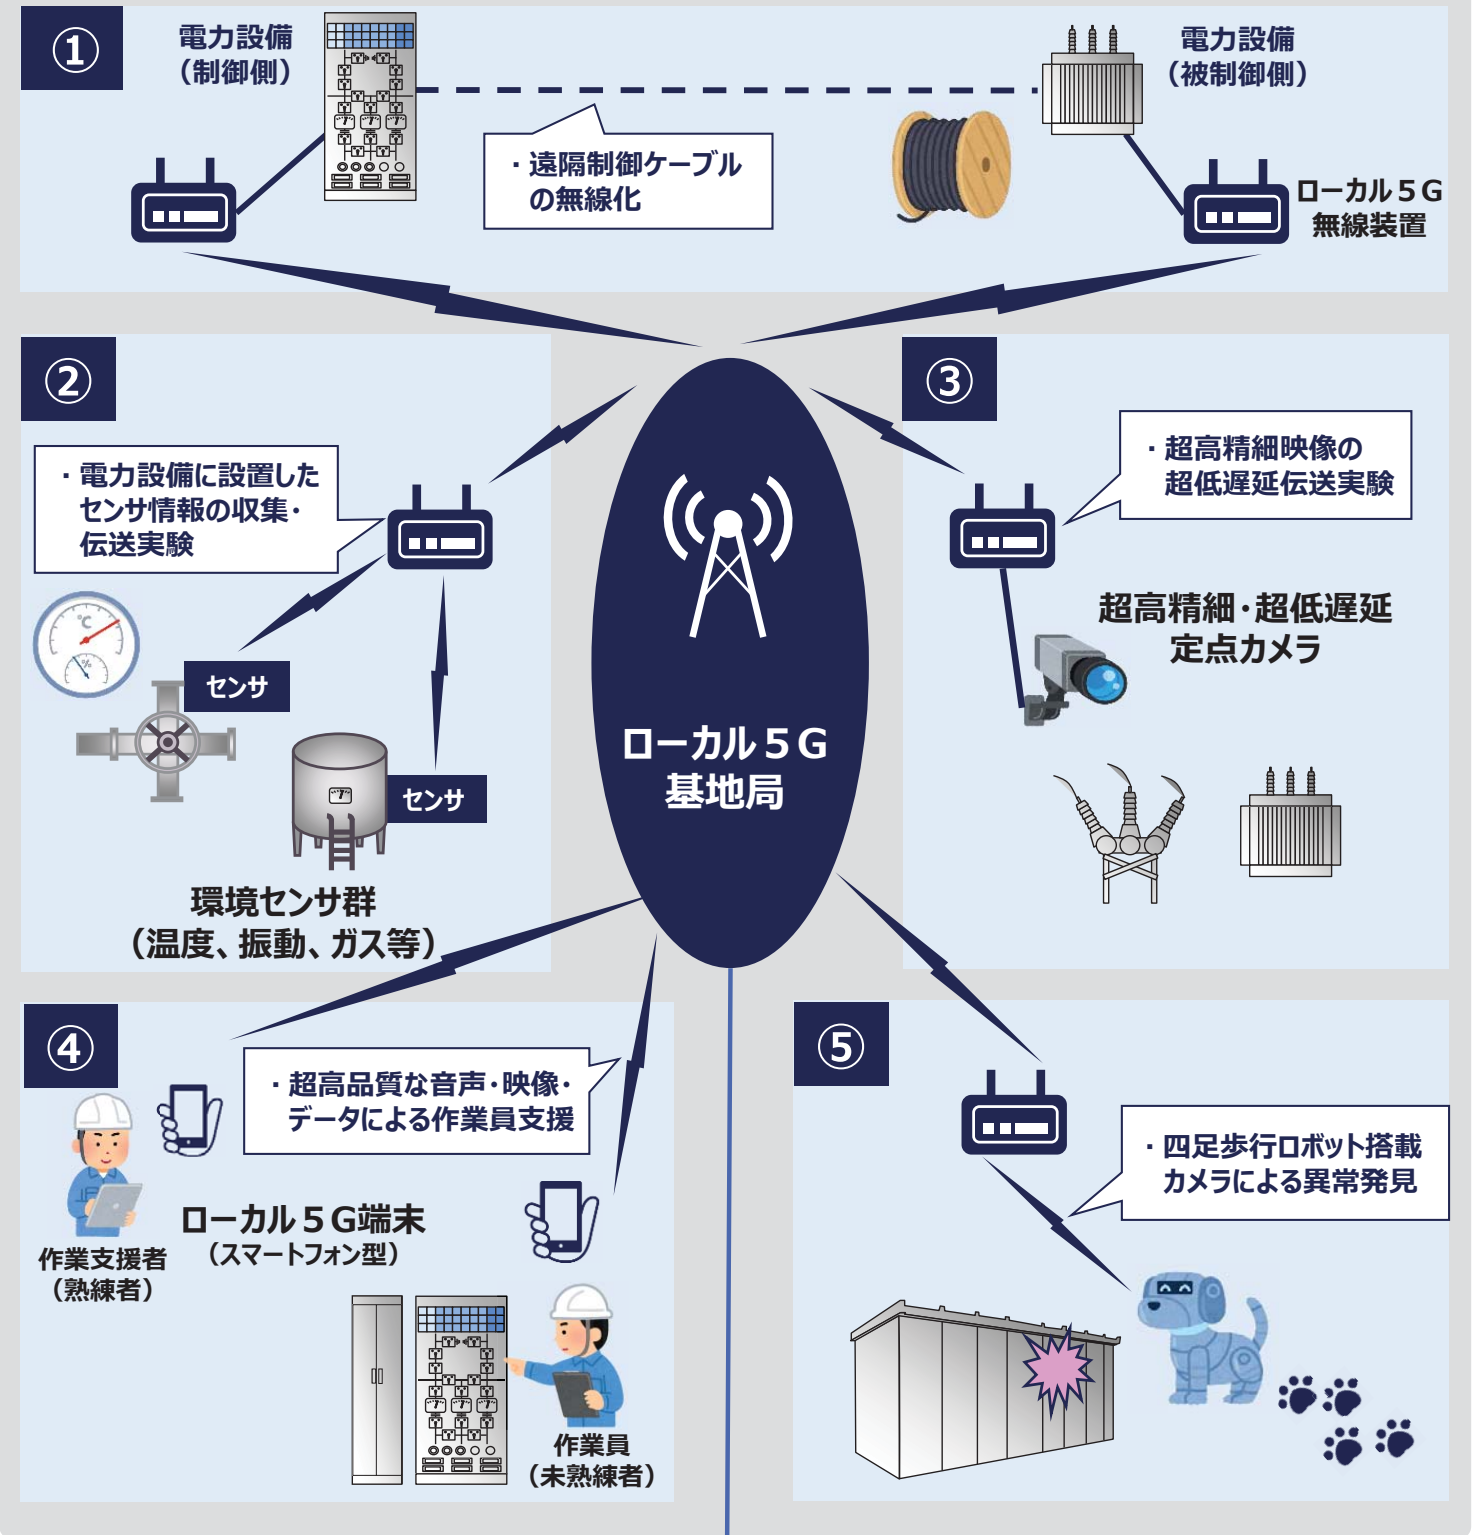 ①
電力設備
（制御側）
電力設備
（被制御側）
・遠隔制御ケーブル
の無線化
ローカル５Ｇ
無線装置
②
・電力設備に設置した
センサ情報の収集・
伝送実験
℃
%
センサ
センサ
環境センサ群
（温度、振動、ガス等）
③
・超高精細映像の
超低遅延伝送実験
超高精細・超低遅延
定点カメラ
ローカル５Ｇ
基地局
④
・超高品質な音声・映像・
データによる作業員支援
ローカル５Ｇ端末
（スマートフォン型）
作業支援者
（熟練者）
作業員
（未熟練者）
⑤
・四足歩行ロボット搭載
カメラによる異常発見